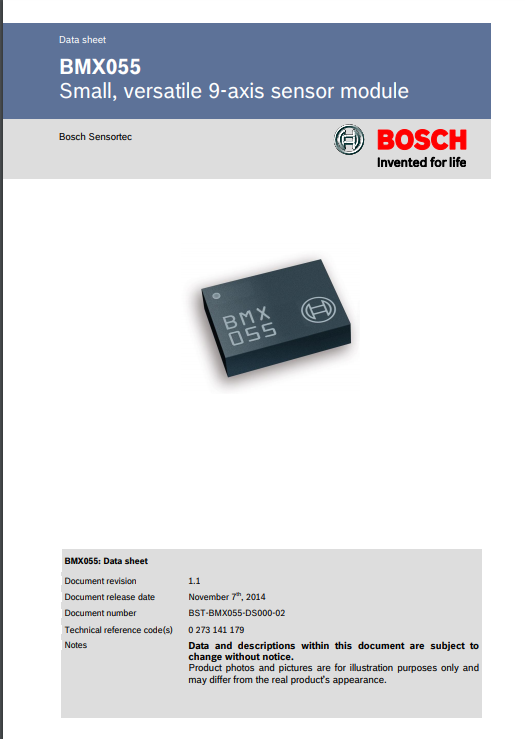 Data sheet
BMX055
Small, versatile 9-axis sensor module
Bosch Sensortec
BOSCH
Invented for life
BMX
055
BMX055: Data sheet
Document revision 1.1
Document release date November 7th, 2014
Document number BST-BMX055-DS000-02
Technical reference code(s) 0 273 141 179
Notes Data and descriptions within this document are subject to
change without notice.
Product photos and pictures are for illustration purposes only and
may differ from the real product's appearance.